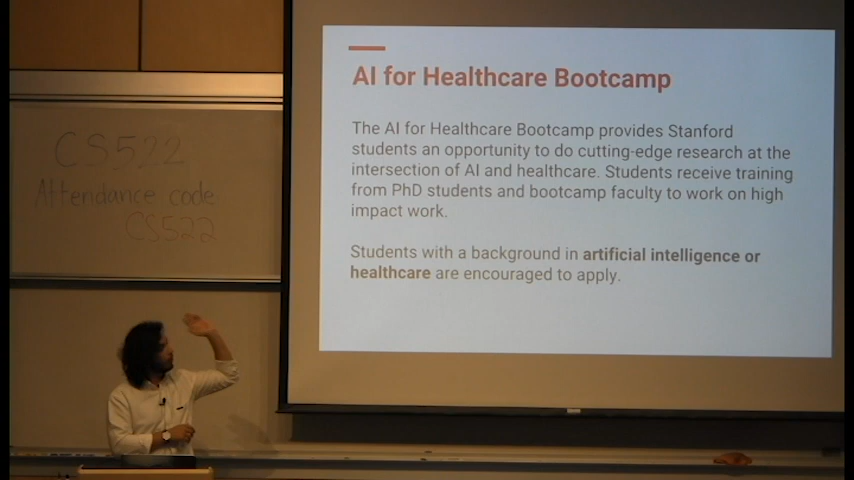 CS522
Attendance code
CS522
AI for Healthcare Bootcamp
The AI for Healthcare Bootcamp provides Stanford
students an opportunity to do cutting-edge research at the
intersection of AI and healthcare. Students receive training
from PhD students and bootcamp faculty to work on high
impact work.
Students with a background in artificial intelligence or
healthcare are encouraged to apply.